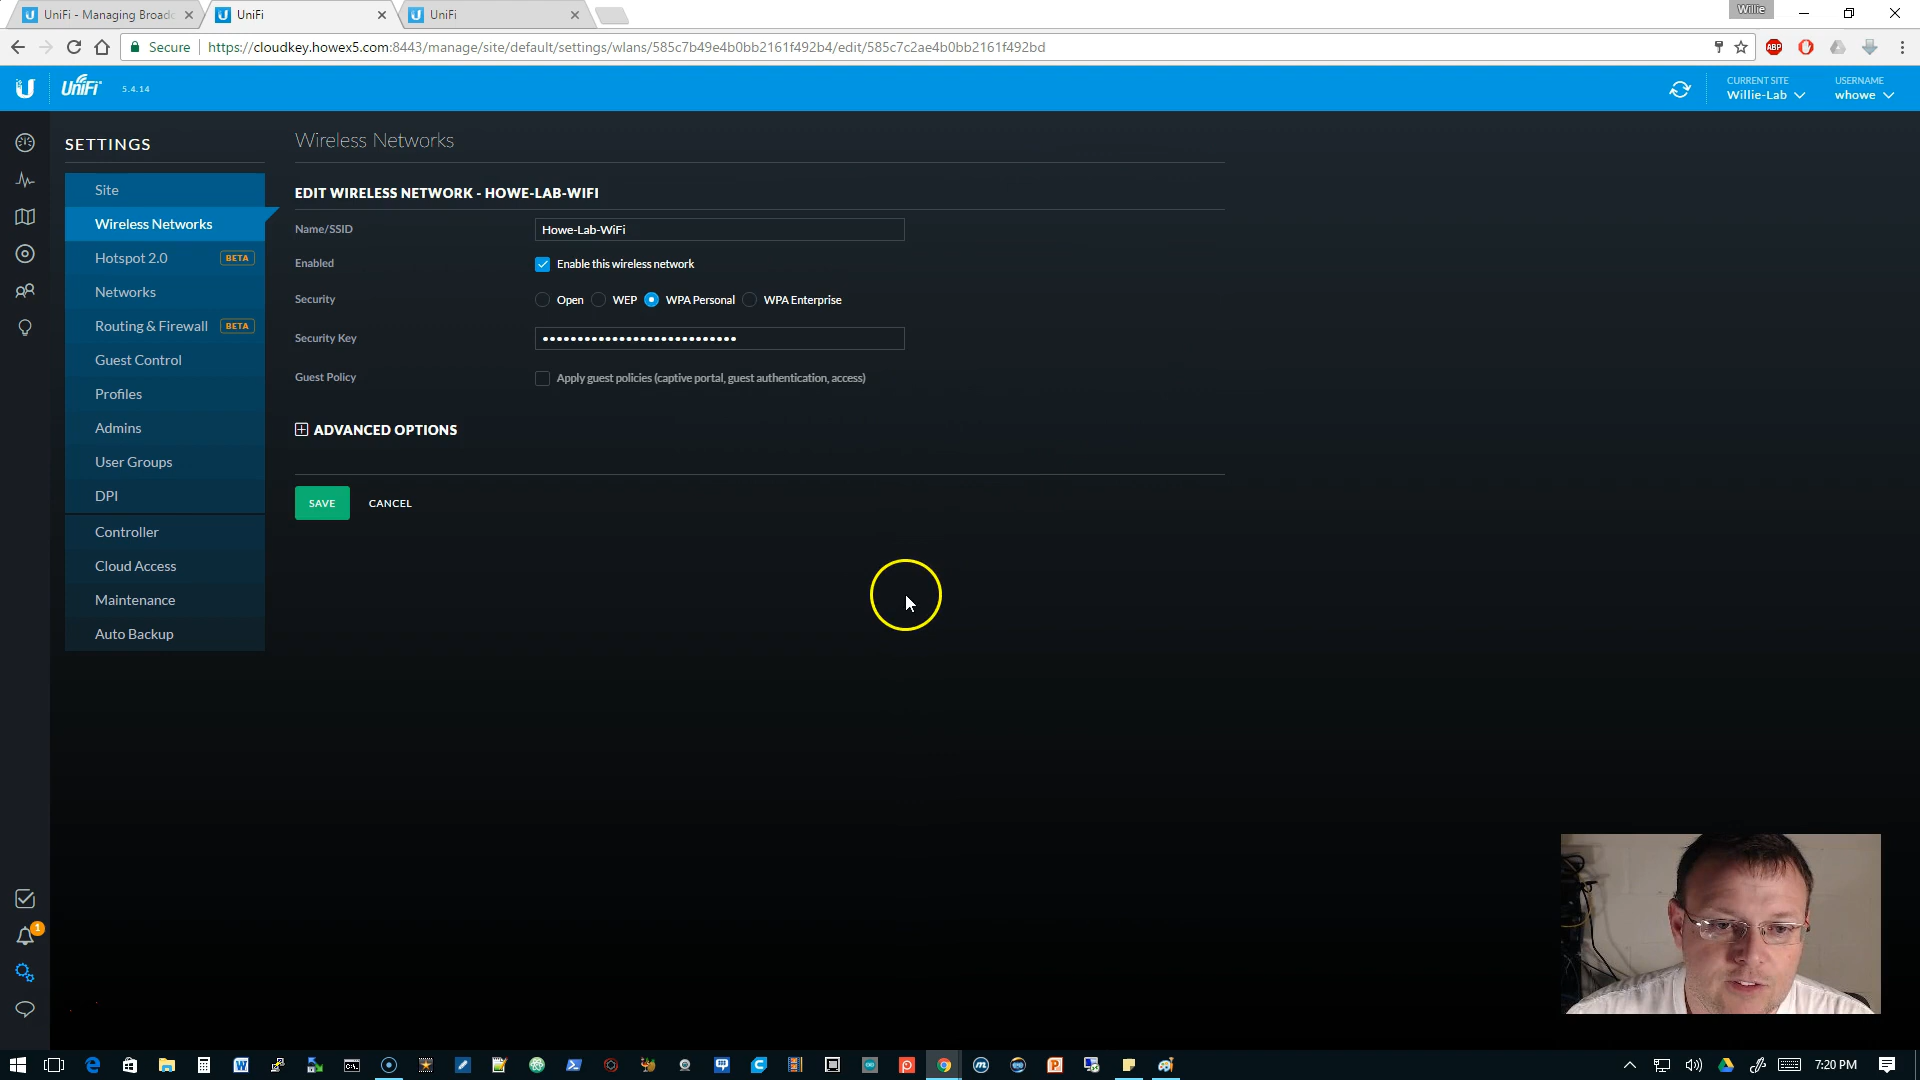 UniFi - Managing Broadc
UniFi
UniFi
Willie
Secure
https://cloudkey.howex5.com:8443/manage/site/default/settings/wlans/585c7b49e4b0bb2161f492b4/edit/585c7c2ae4b0bb2161f492bd
ABP
UniFi
5.4.14
CURRENT SITE
Willie-Lab
USERNAME
whowe
SETTINGS
Site
Wireless Networks
Hotspot 2.0 BETA
Networks
Routing & Firewall BETA
Guest Control
Profiles
Admins
User Groups
DPI
Controller
Cloud Access
Maintenance
Auto Backup
Wireless Networks
EDIT WIRELESS NETWORK - HOWE-LAB-WIFI
Name/SSID Howe-Lab-WiFi
Enabled Enable this wireless network
Security Open WEP WPA Personal WPA Enterprise
Security Key ••••••••••••••••••••••••••••
Guest Policy Apply guest policies (captive portal, guest authentication, access)
ADVANCED OPTIONS
SAVE CANCEL
1
7:20 PM